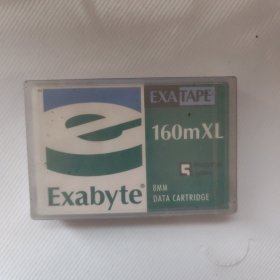 EXATAPE
160mXL
Exabyte®
8MM
DATA CARTRIDGE